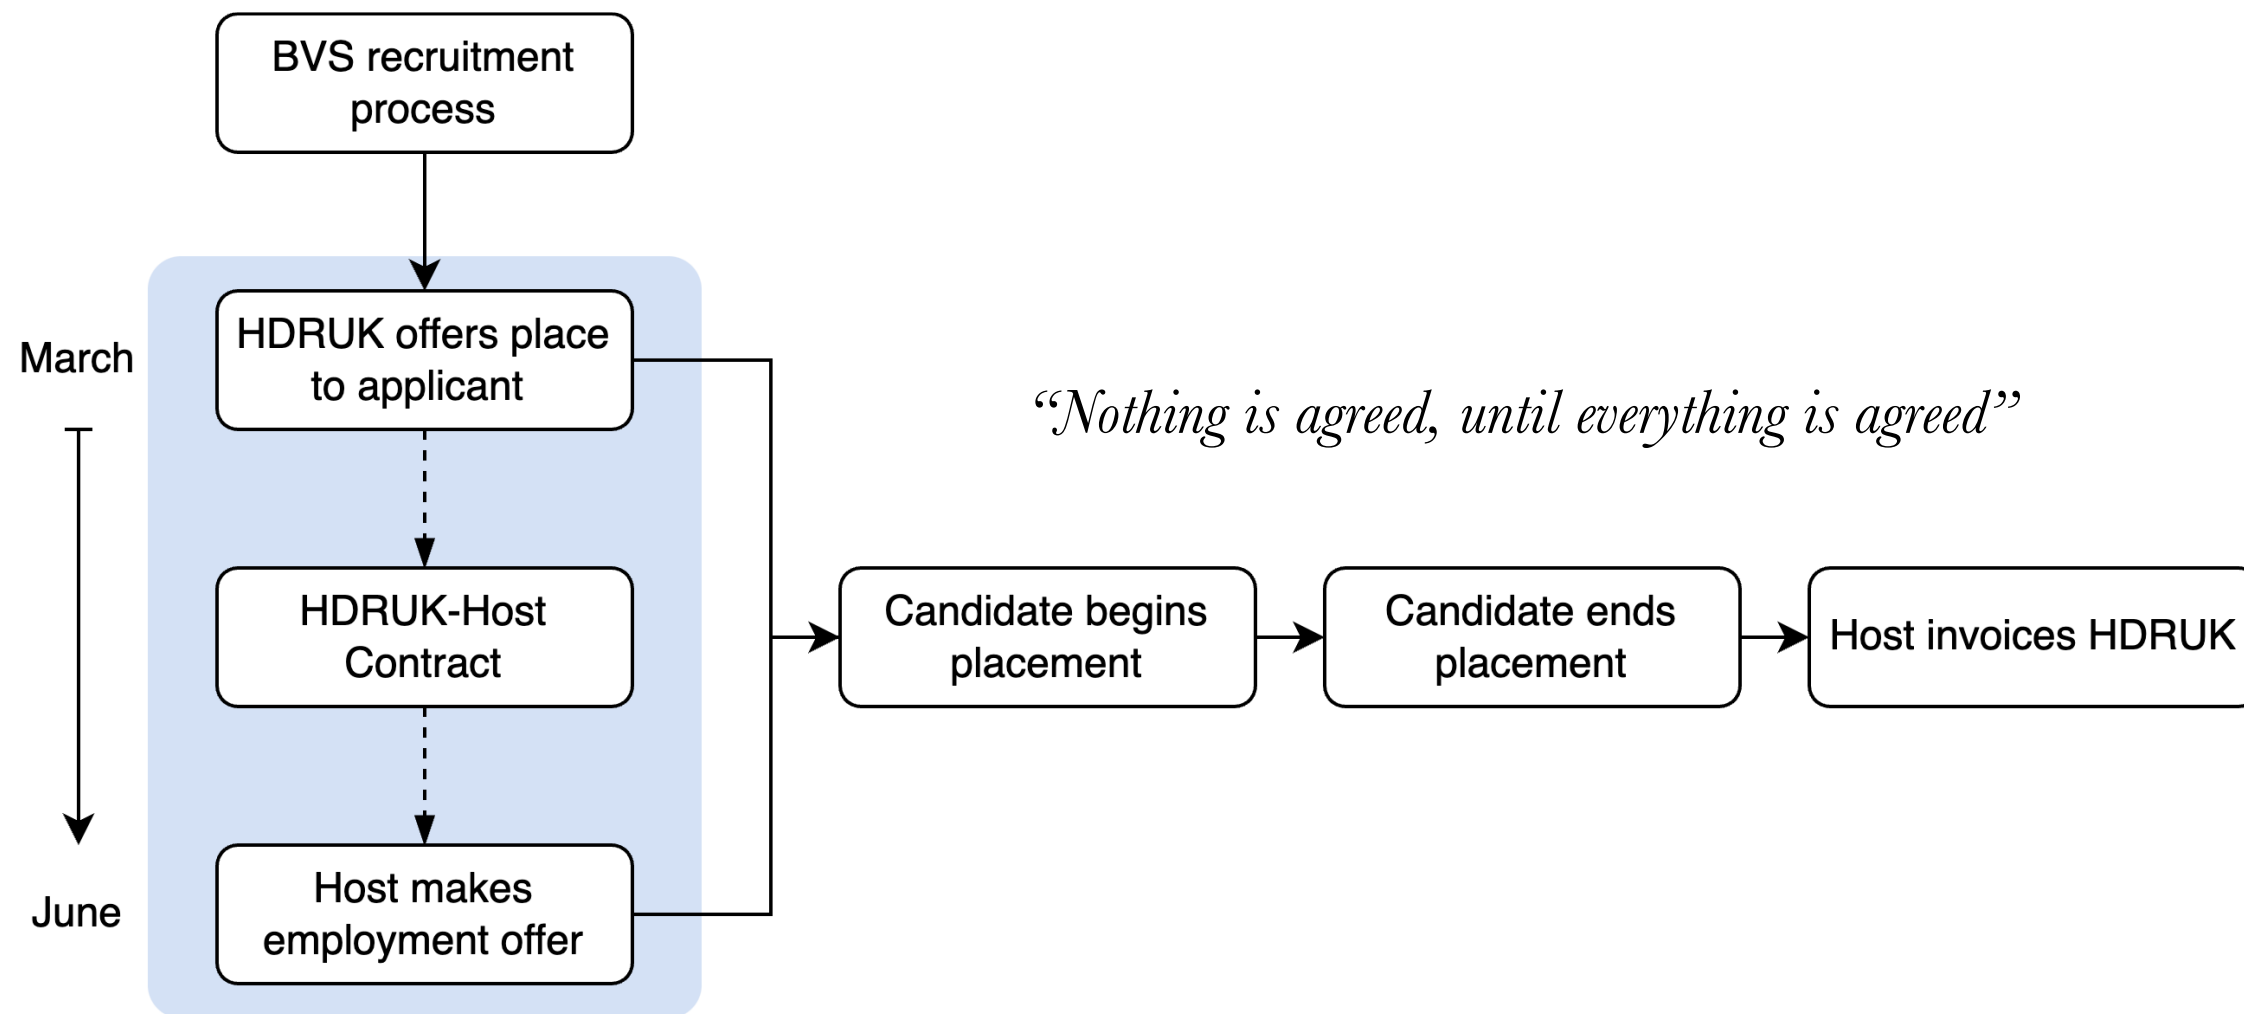 BVS recruitment
process
HDRUK offers place
to applicant
March
“Nothing is agreed, until everything is agreed”
HDRUK-Host
Contract
Candidate begins
placement
Candidate ends
placement
Host invoices HDRUK
Host makes
employment offer
June